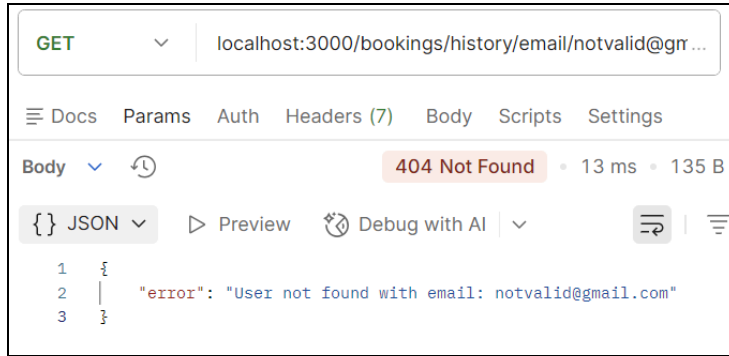 GET localhost:3000/bookings/history/email/notvalid@gm...
Docs Params Auth Headers (7) Body Scripts Settings
Body 404 Not Found • 13 ms • 135 B
{} JSON Preview Debug with AI
1 {
2 "error": "User not found with email: notvalid@gmail.com"
3 }